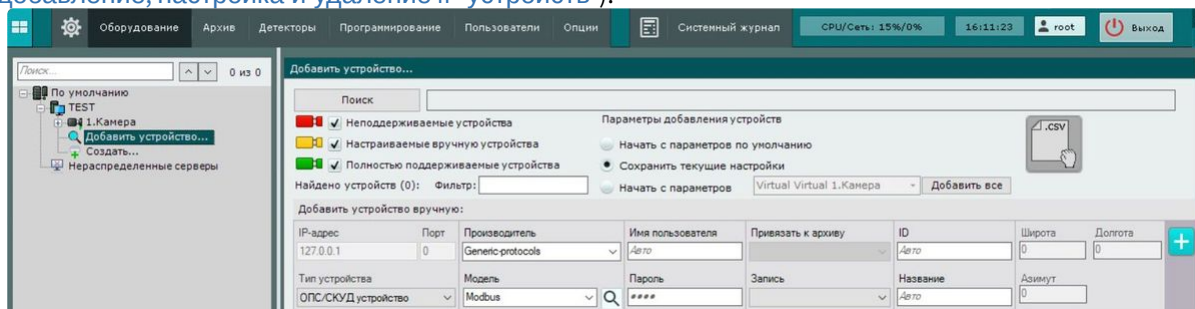 добавление, настройка и удаление IP-устройств").
Оборудование Архив Детекторы Программирование Пользователи Опции Системный журнал CPU/Сеть: 15%/0% 16:11:23 root Выход
Поиск... 0 из 0
По умолчанию
TEST
1.Камера
Добавить устройство...
Создать...
Нераспределенные серверы
Добавить устройство...
Поиск
Неподдерживаемые устройства
Настраиваемые вручную устройства
Полностью поддерживаемые устройства
Параметры добавления устройств
Начать с параметров по умолчанию
Сохранить текущие настройки
Начать с параметров Virtual Virtual 1.Камера Добавить все
.CSV
Найдено устройств (0): Фильтр:
Добавить устройство вручную:
IP-адрес Порт Производитель Имя пользователя Привязать к архиву ID Широта Долгота
127.0.0.1 0 Generic-protocols Авто Авто 0 0
Тип устройства Модель Пароль Запись Название Азимут
ОПС/СКУД устройство Modbus **** Авто 0